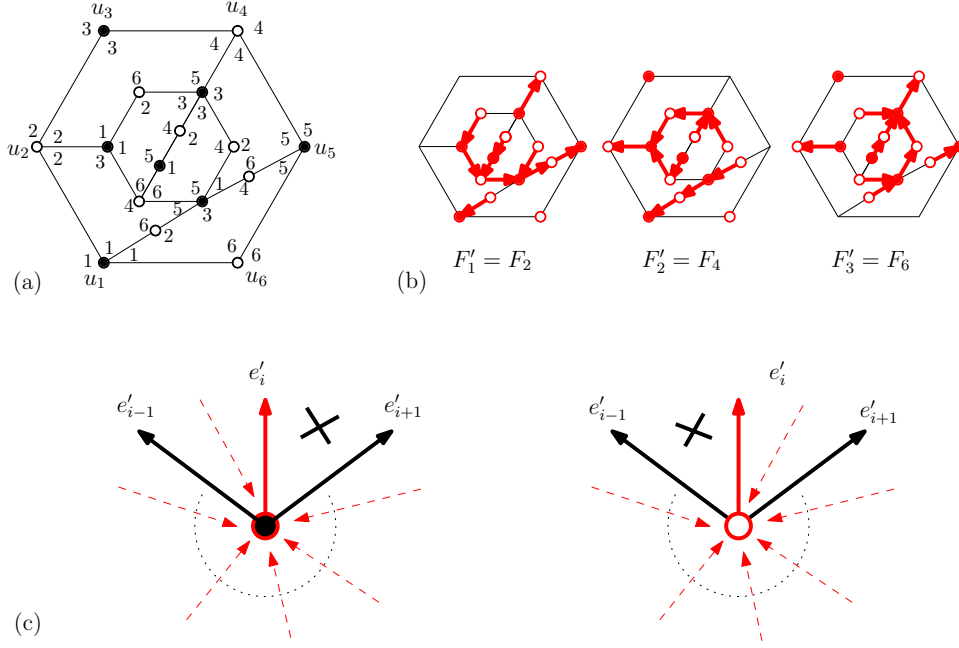 u₃ u₄
3 3 4 4 4
6 2 5 3 3 3
4 2
2 2 2 1 1 3 5 1 4 2 5 5 5
u₂ u₅
6 6 4 5 1 3 4 6
6 2 5
1 1 1 6 6
u₁ u₆
(a)
F′₁ = F₂ F′₂ = F₄ F′₃ = F₆
(b)
e′ᵢ e′ᵢ
e′ᵢ₋₁ e′ᵢ₊₁ e′ᵢ₋₁ e′ᵢ₊₁
(c)